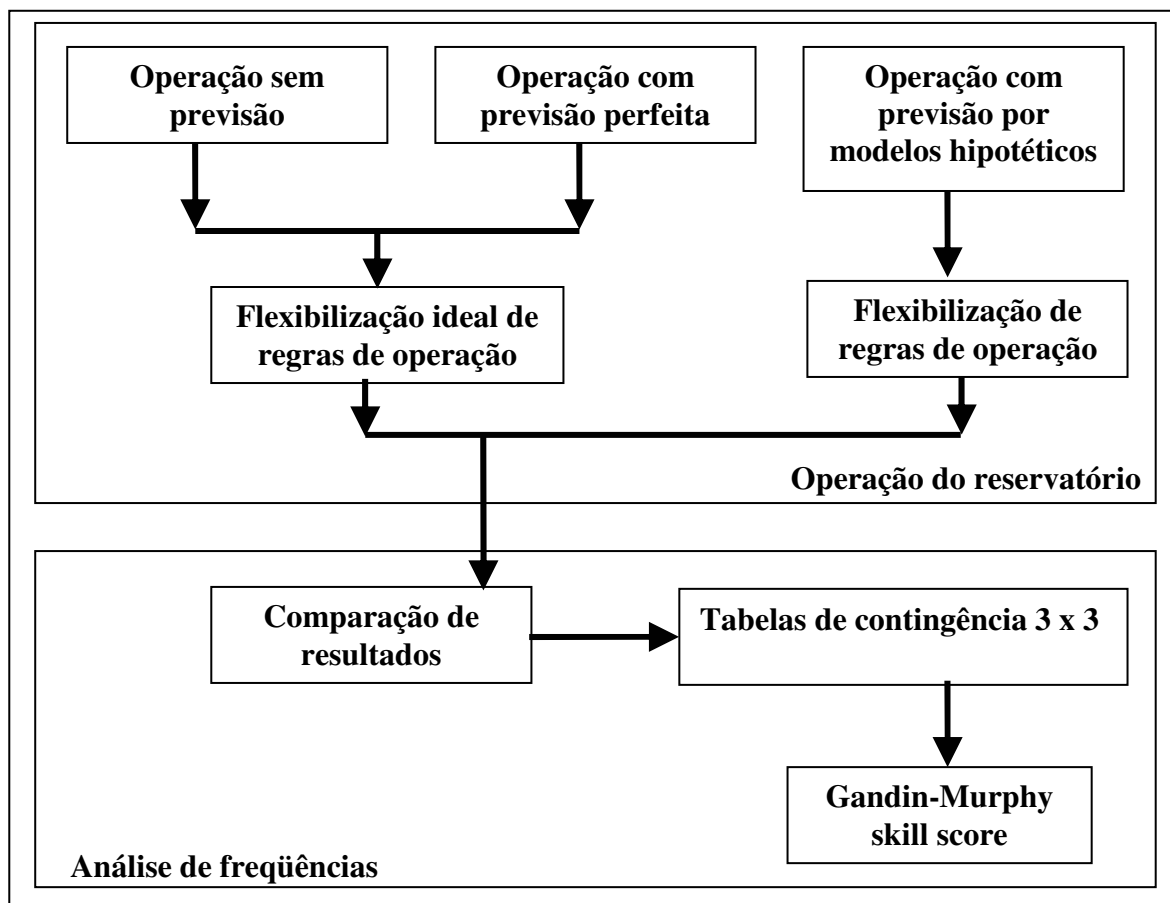 Operação sem
previsão
Operação com
previsão perfeita
Operação com
previsão por
modelos hipotéticos
Flexibilização ideal de
regras de operação
Flexibilização de
regras de operação
Operação do reservatório
Comparação de
resultados
Tabelas de contingência 3 x 3
Gandin-Murphy
skill score
Análise de freqüências